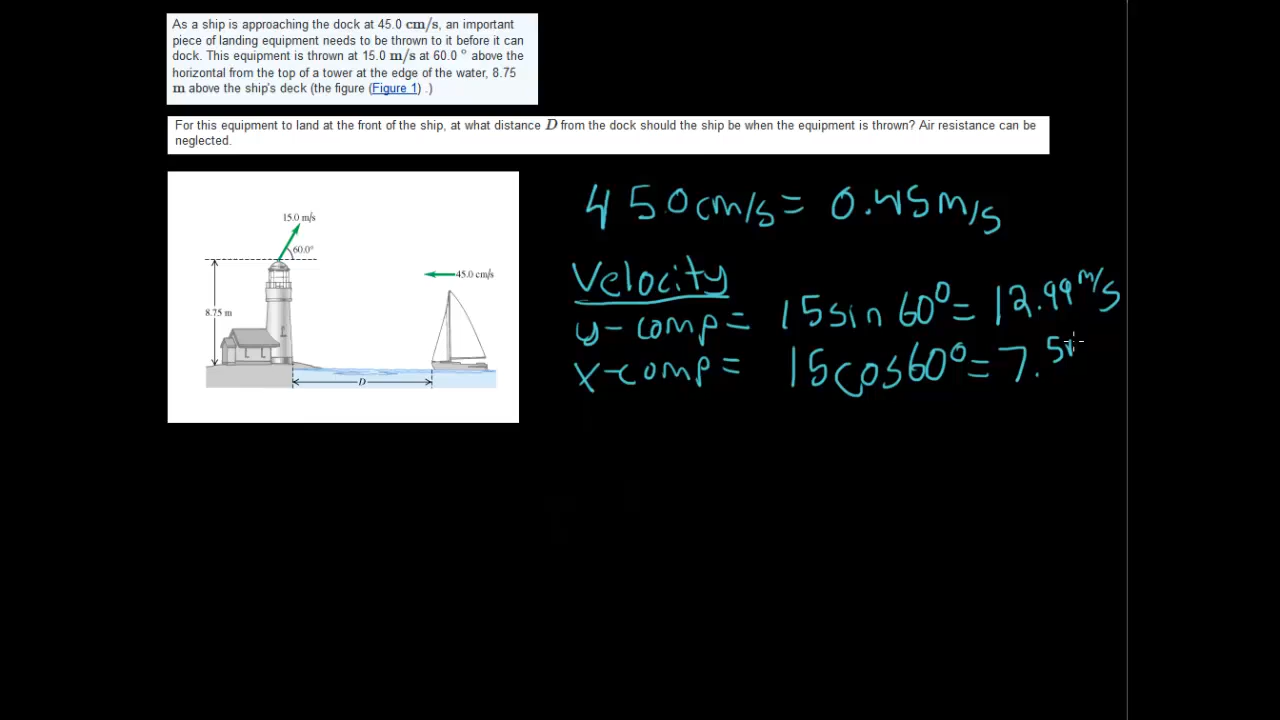 As a ship is approaching the dock at 45.0 cm/s, an important
piece of landing equipment needs to be thrown to it before it can
dock. This equipment is thrown at 15.0 m/s at 60.0 ° above the
horizontal from the top of a tower at the edge of the water, 8.75
m above the ship's deck (the figure (Figure 1) .)
For this equipment to land at the front of the ship, at what distance D from the dock should the ship be when the equipment is thrown? Air resistance can be
neglected.
15.0 m/s
60.0°
45.0 cm/s
8.75 m
D
45.0cm/s = 0.45m/s
Velocity
y-comp = 15sin60° = 12.99m/s
x-comp = 15cos60° = 7.5